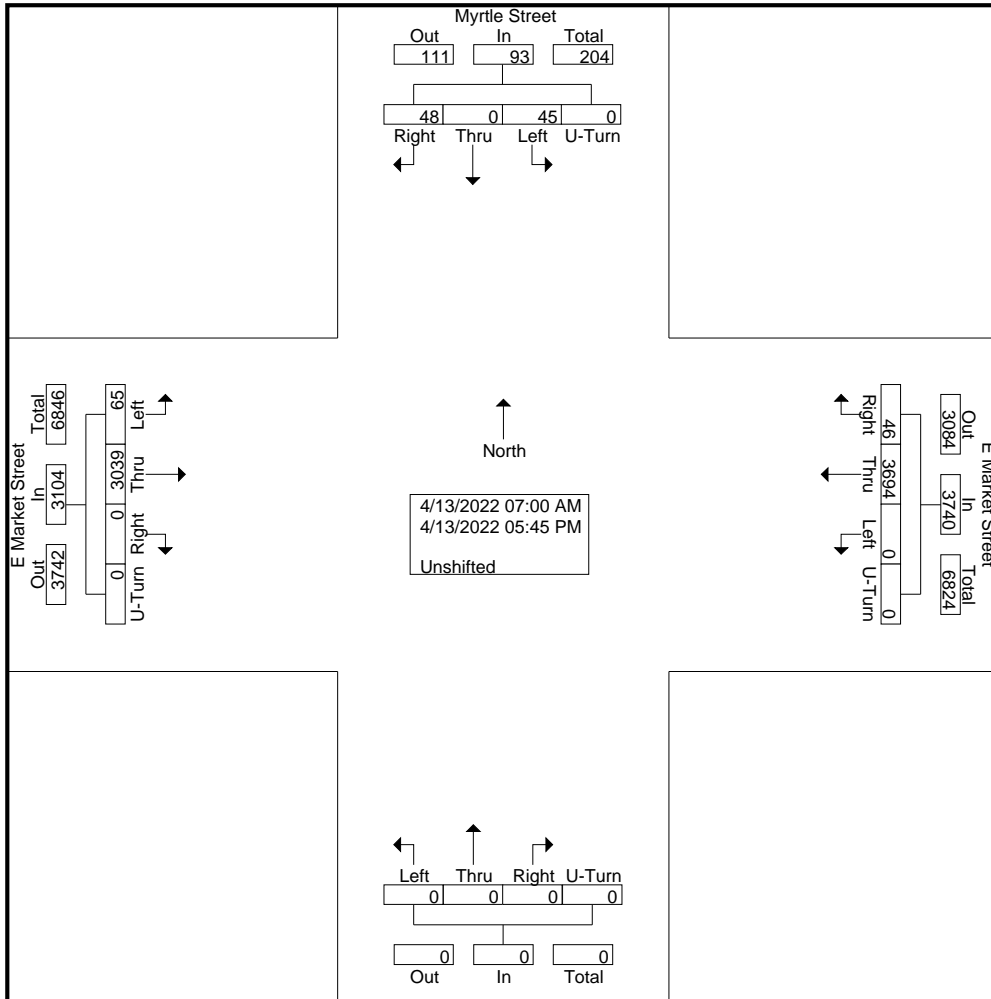 Myrtle Street
Out In Total
111 93 204
48 0 45 0
Right Thru Left U-Turn
E Market Street
Total In Out
6846 3104 3742
65 3039 0 0
Left Thru Right U-Turn
North
4/13/2022 07:00 AM
4/13/2022 05:45 PM
Unshifted
Right Thru Left U-Turn
46 3694 0 0
Out In Total
3084 3740 6824
E Market Street
Left Thru Right U-Turn
0 0 0 0
0 0 0
Out In Total